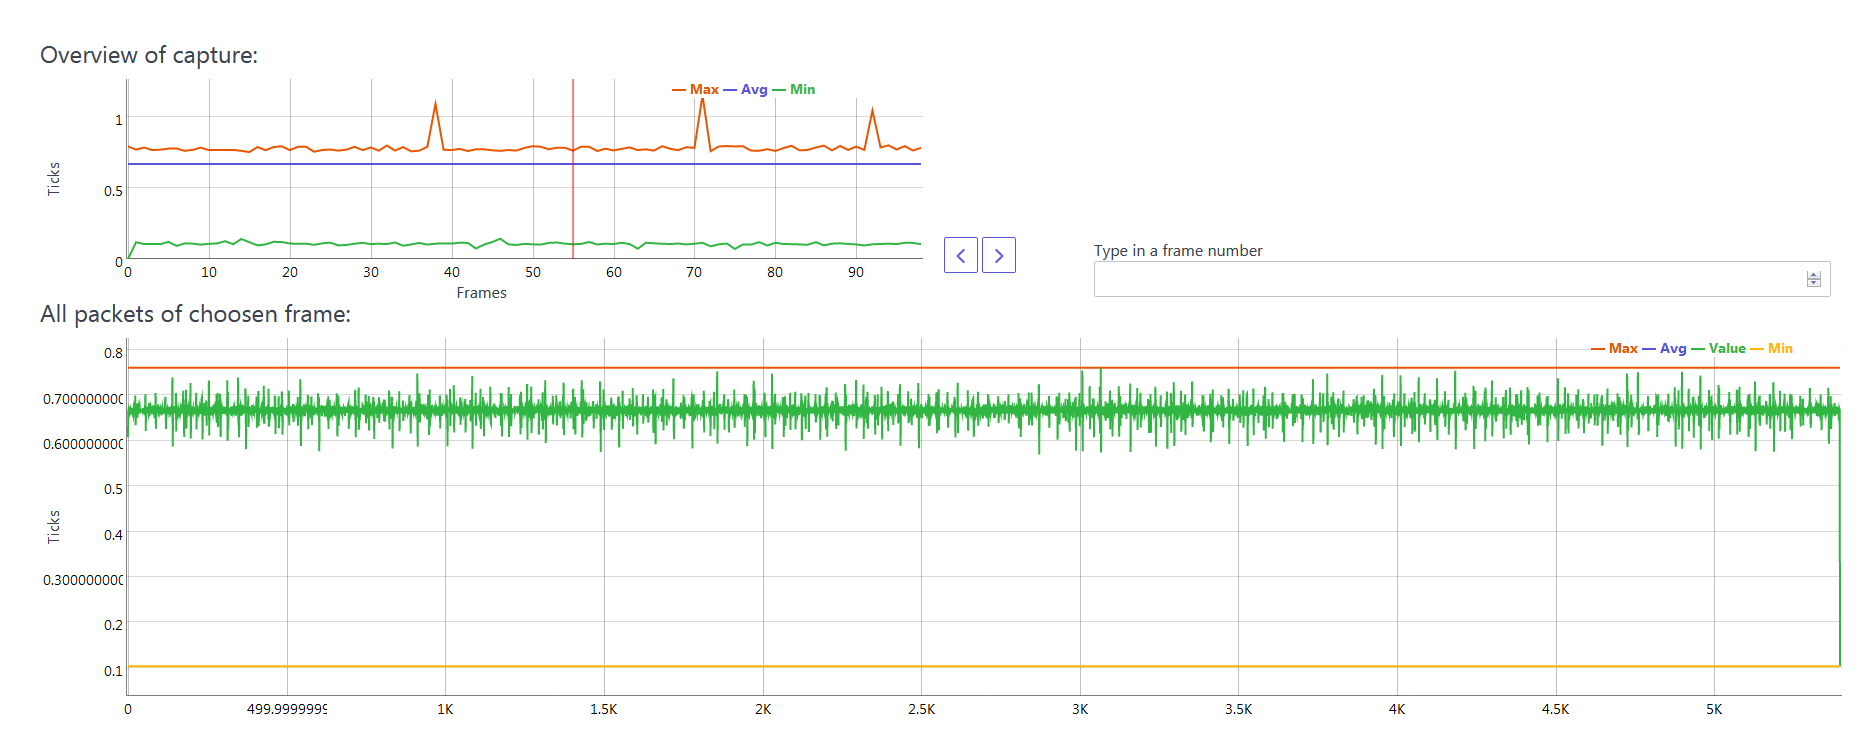 Overview of capture:
Max Avg Min
1
0.5
0
Ticks
0 10 20 30 40 50 60 70 80 90
Frames
Type in a frame number
All packets of choosen frame:
Max Avg Value Min
0.8
0.700000000
0.600000000
0.5
0.4
0.300000000
0.2
0.1
Ticks
0 499.9999999 1K 1.5K 2K 2.5K 3K 3.5K 4K 4.5K 5K